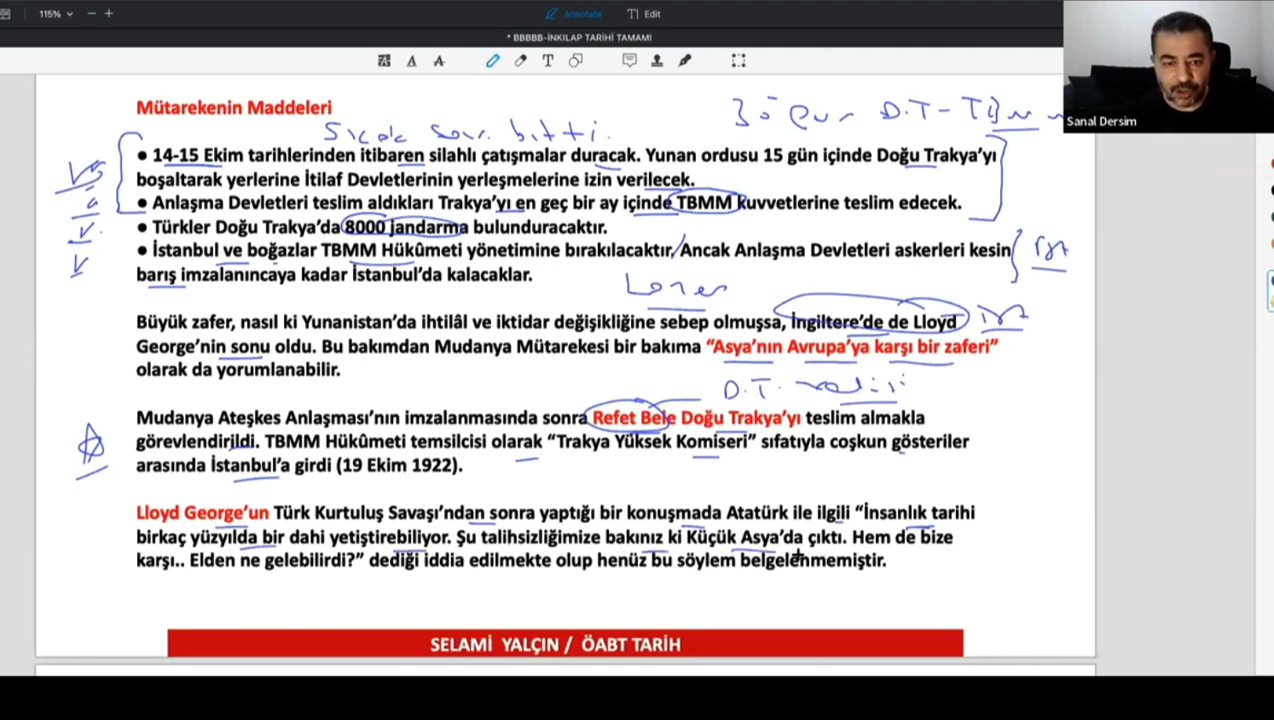 115%
Annotate
Edit
* BBBBB-İNKILAP TARİHİ TAMAMI
Sanal Dersim
Mütarekenin Maddeleri
Sıcak sav. bitti.
D.T -
• 14-15 Ekim tarihlerinden itibaren silahlı çatışmalar duracak. Yunan ordusu 15 gün içinde Doğu Trakya’yı
boşaltarak yerlerine İtilaf Devletlerinin yerleşmelerine izin verilecek.
• Anlaşma Devletleri teslim aldıkları Trakya’yı en geç bir ay içinde TBMM kuvvetlerine teslim edecek.
• Türkler Doğu Trakya’da 8000 jandarma bulunduracaktır.
• İstanbul ve boğazlar TBMM Hükûmeti yönetimine bırakılacaktır, Ancak Anlaşma Devletleri askerleri kesin
barış imzalanıncaya kadar İstanbul’da kalacaklar.
Büyük zafer, nasıl ki Yunanistan’da ihtilâl ve iktidar değişikliğine sebep olmuşsa, İngiltere’de de Lloyd
George’nin sonu oldu. Bu bakımdan Mudanya Mütarekesi bir bakıma “Asya’nın Avrupa’ya karşı bir zaferi”
olarak da yorumlanabilir.
D.T. valisi
Mudanya Ateşkes Anlaşması’nın imzalanmasında sonra Refet Bele Doğu Trakya’yı teslim almakla
görevlendirildi. TBMM Hükûmeti temsilcisi olarak “Trakya Yüksek Komiseri” sıfatıyla coşkun gösteriler
arasında İstanbul’a girdi (19 Ekim 1922).
Lloyd George’un Türk Kurtuluş Savaşı’ndan sonra yaptığı bir konuşmada Atatürk ile ilgili “İnsanlık tarihi
birkaç yüzyılda bir dahi yetiştirebiliyor. Şu talihsizliğimize bakınız ki Küçük Asya’da çıktı. Hem de bize
karşı.. Elden ne gelebilirdi?” dediği iddia edilmekte olup henüz bu söylem belgelenmemiştir.
SELAMİ YALÇIN / ÖABT TARİH